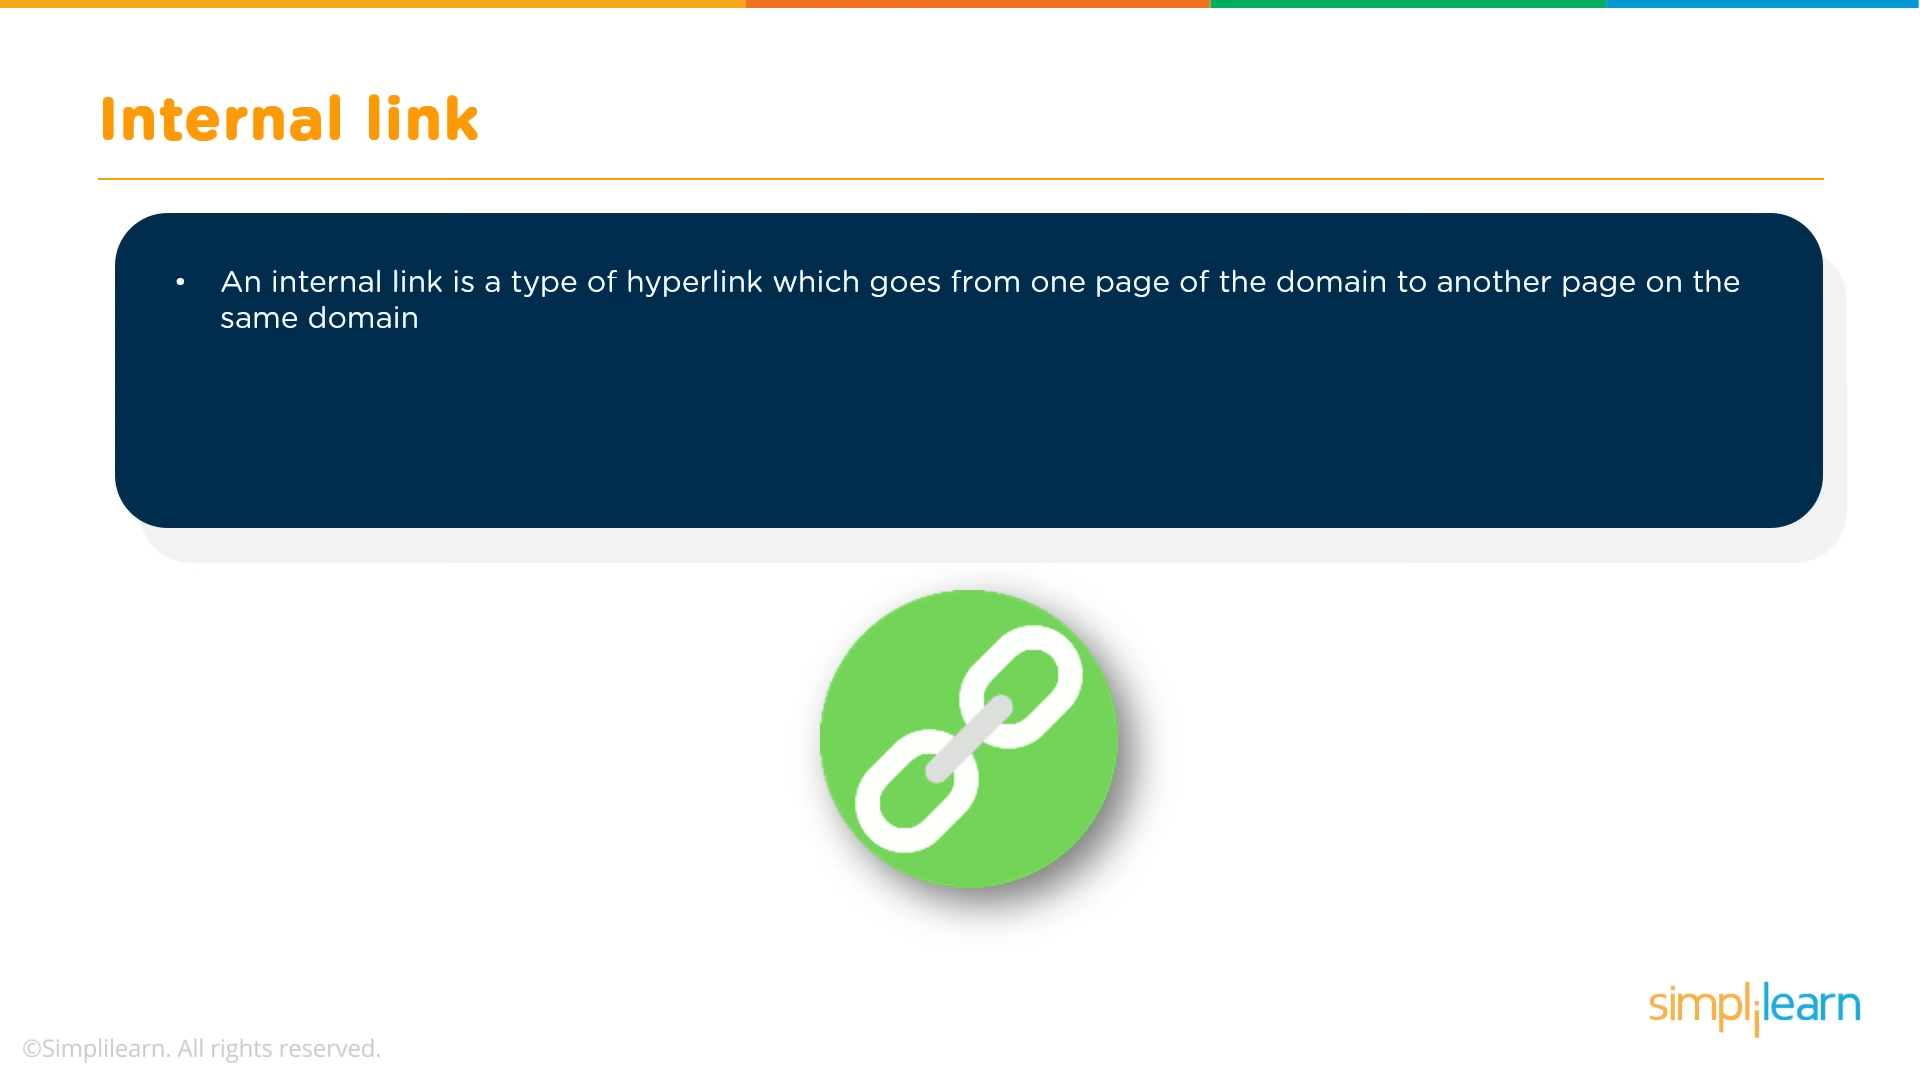 Internal link
• An internal link is a type of hyperlink which goes from one page of the domain to another page on the
same domain
simplilearn
©Simplilearn. All rights reserved.